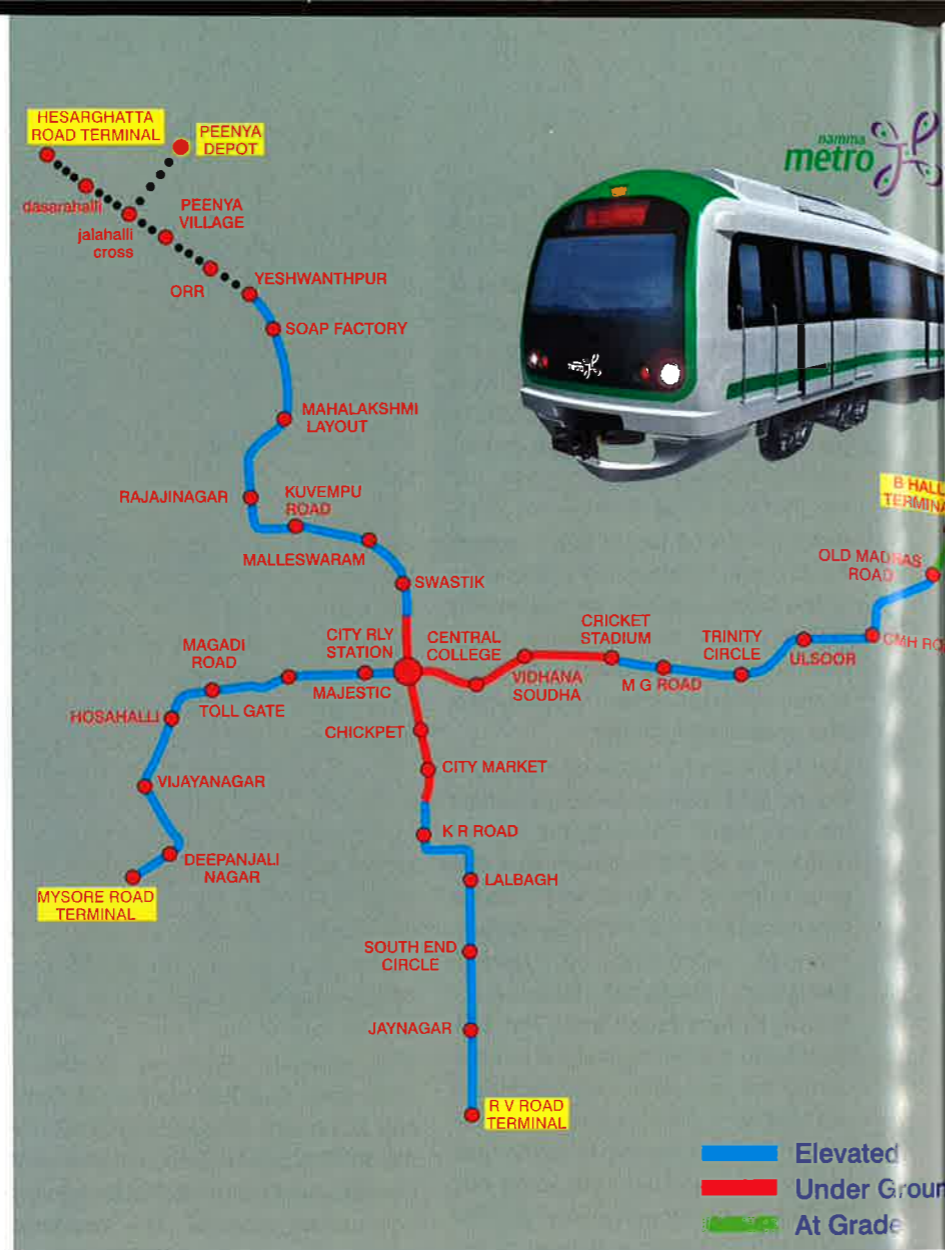 HESARGHATTA
ROAD TERMINAL
PEENYA
DEPOT
namma
metro
dasarahalli
PEENYA
VILLAGE
jalahalli
cross
ORR
YESHWANTHPUR
SOAP FACTORY
MAHALAKSHMI
LAYOUT
RAJAJINAGAR
KUVEMPU
ROAD
MALLESWARAM
SWASTIK
B HALL
TERMINA
OLD MADRAS
ROAD
CMH RO
ULSOOR
TRINITY
CIRCLE
M G ROAD
CRICKET
STADIUM
VIDHANA
SOUDHA
CENTRAL
COLLEGE
CITY RLY
STATION
MAJESTIC
MAGADI
ROAD
TOLL GATE
HOSAHALLI
VIJAYANAGAR
DEEPANJALI
NAGAR
MYSORE ROAD
TERMINAL
CHICKPET
CITY MARKET
K R ROAD
LALBAGH
SOUTH END
CIRCLE
JAYNAGAR
R V ROAD
TERMINAL
Elevated
Under Groun
At Grade